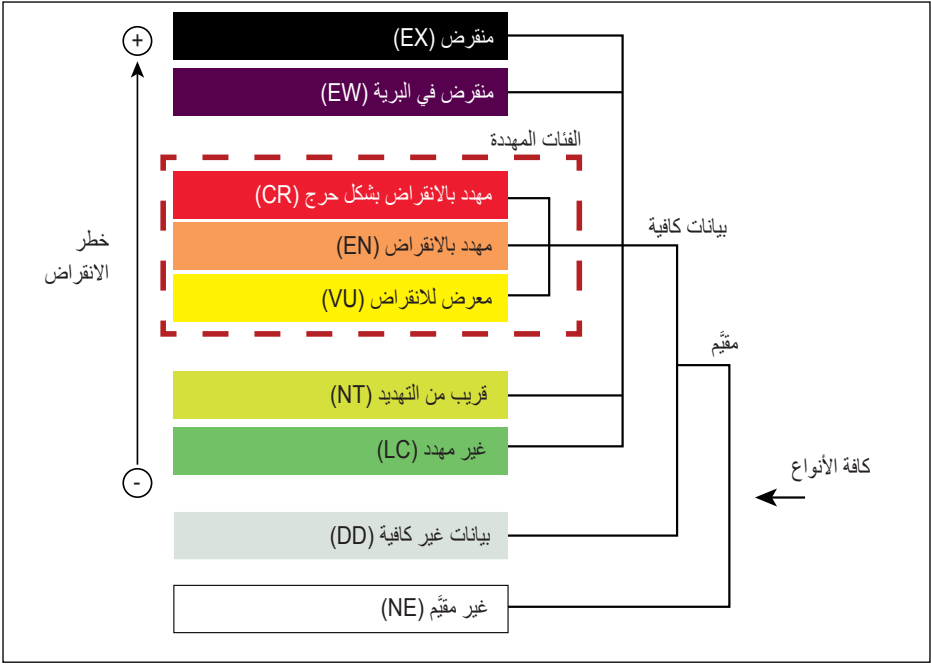 +
منقرض (EX)
منقرض في البرية (EW)
الفئات المهددة
مهدد بالانقراض بشكل حرج (CR)
مهدد بالانقراض (EN)
معرض للانقراض (VU)
خطر
الانقراض
بيانات كافية
مقيَّم
قريب من التهديد (NT)
غير مهدد (LC)
-
كافة الأنواع
بيانات غير كافية (DD)
غير مقيَّم (NE)